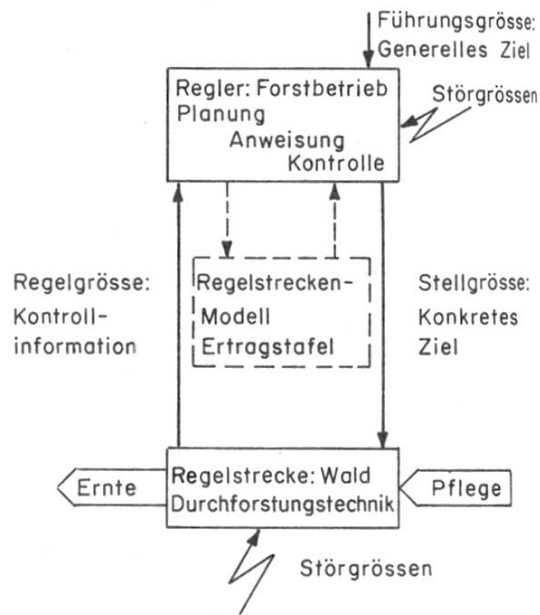 Führungsgrösse:
Generelles Ziel
Regler: Forstbetrieb
Planung
Anweisung
Kontrolle
Störgrössen
Regelgrösse:
Kontroll-
information
Regelstrecken-
Modell
Ertragstafel
Stellgrösse:
Konkretes
Ziel
Ernte
Regelstrecke: Wald
Durchforstungstechnik
Pflege
Störgrössen